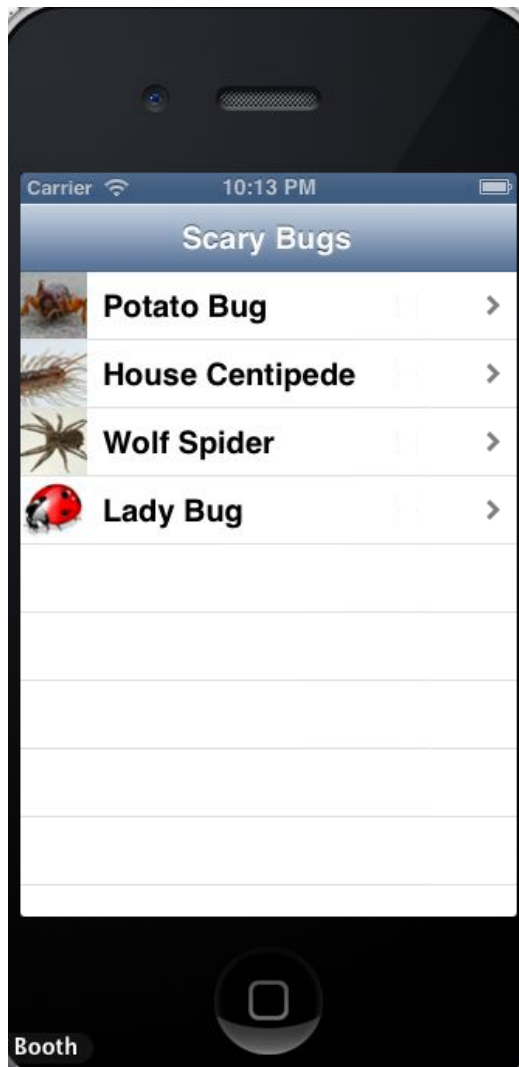 Carrier 10:13 PM
Scary Bugs
Potato Bug
House Centipede
Wolf Spider
Lady Bug
Booth